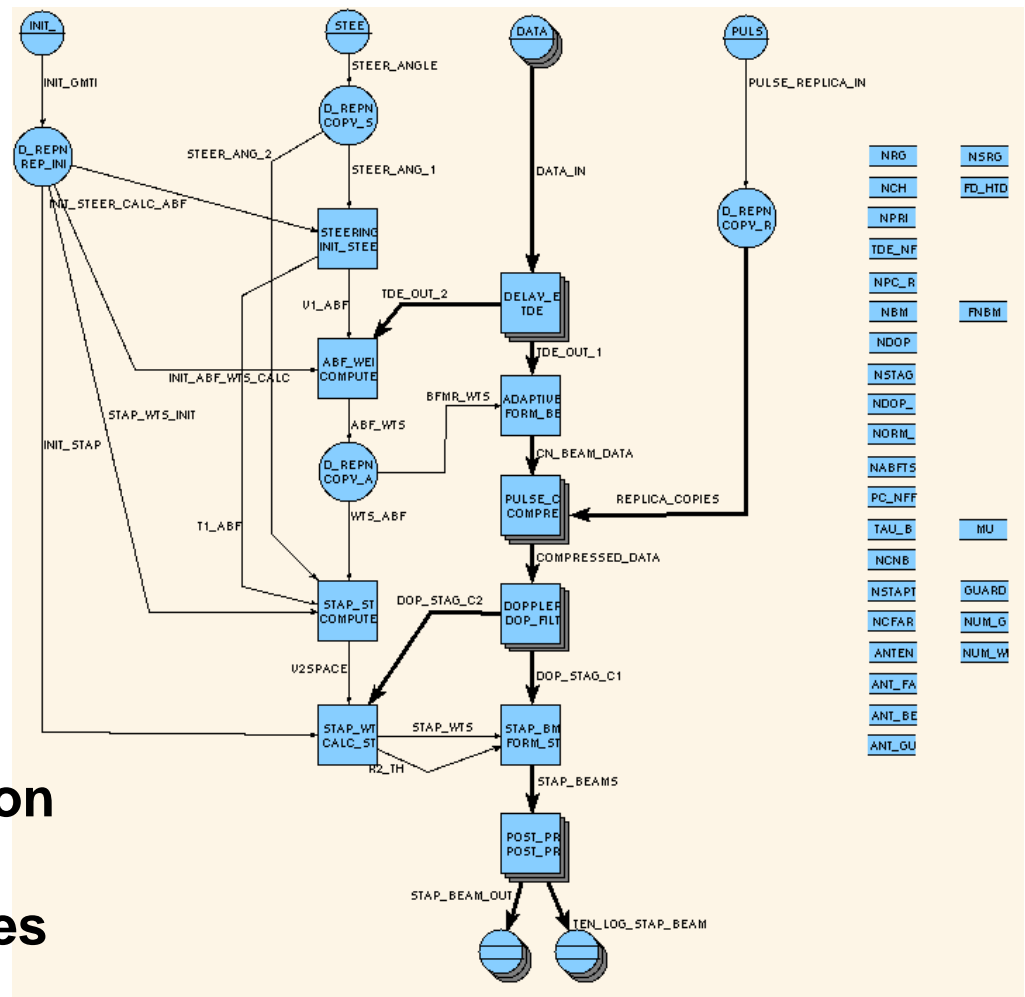 INIT_
STEE
DATA
PULS
INIT_GMTI
STEER_ANGLE
PULSE_REPLICA_IN
D_REPN
COPY_S
D_REPN
REP_INI
STEER_ANG_2
STEER_ANG_1
DATA_IN
INIT_STEER_CALC_ABF
D_REPN
COPY_R
STEERING
INIT_STEE
DELAY_E
TDE
TDE_OUT_2
V1_ABF
TDE_OUT_1
ABF_WEI
COMPUTE
INIT_ABF_WTS_CALC
BFMR_WTS
ADAPTIVE
FORM_BE
STAP_WTS_INIT
ABF_WTS
INIT_STAP
CN_BEAM_DATA
D_REPN
COPY_A
PULSE_C
COMPRE
REPLICA_COPIES
T1_ABF
WTS_ABF
COMPRESSED_DATA
STAP_ST
COMPUTE
DOP_STAG_C2
DOPPLER
DOP_FILT
V2SPACE
DOP_STAG_C1
STAP_WT
CALC_ST
STAP_WTS
STAP_BM
FORM_ST
R2_TH
STAP_BEAMS
POST_PR
POST_PR
STAP_BEAM_OUT
TEN_LOG_STAP_BEAM
NRG
NSRG
NCH
FD_HTD
NPRI
TDE_NF
NPC_R
NBM
FNBM
NDOP
NSTAG
NDOP_
NORM_
NABFTS
PC_NFF
TAU_B
MU
NCNB
NSTAPT
GUARD
NCFAR
NUM_G
ANTEN
NUM_WI
ANT_FA
ANT_BE
ANT_GU
on
es